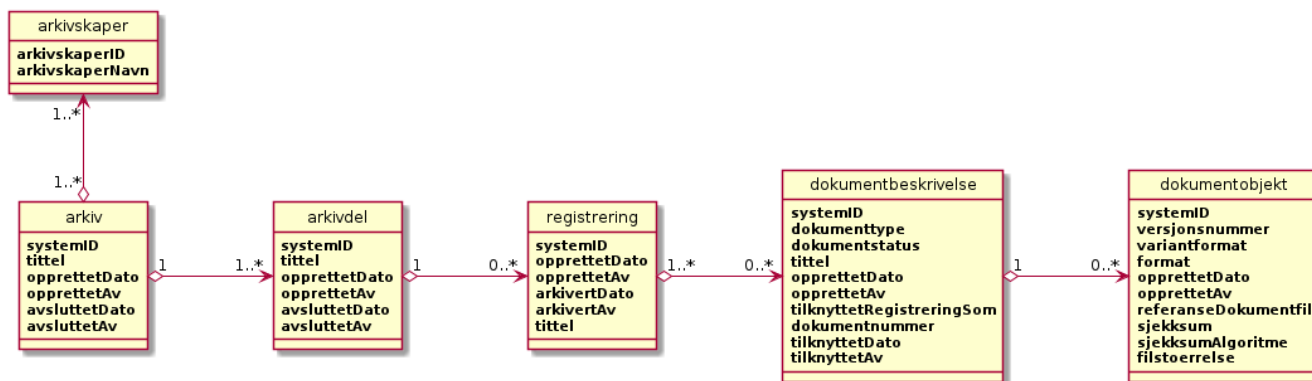 arkivskaper
arkivskaperID
arkivskaperNavn
1..*
1..*
arkiv
systemID
tittel
opprettetDato
opprettetAv
avsluttetDato
avsluttetAv
1
1..*
arkivdel
systemID
tittel
opprettetDato
opprettetAv
avsluttetDato
avsluttetAv
1
0..*
registrering
systemID
opprettetDato
opprettetAv
arkivertDato
arkivertAv
tittel
1..*
0..*
dokumentbeskrivelse
systemID
dokumenttype
dokumentstatus
tittel
opprettetDato
opprettetAv
tilknyttetRegistreringSom
dokumentnummer
tilknyttetDato
tilknyttetAv
1
0..*
dokumentobjekt
systemID
versjonsnummer
variantformat
format
opprettetDato
opprettetAv
referanseDokumentfil
sjekksum
sjekksumAlgoritme
filstoerrelse